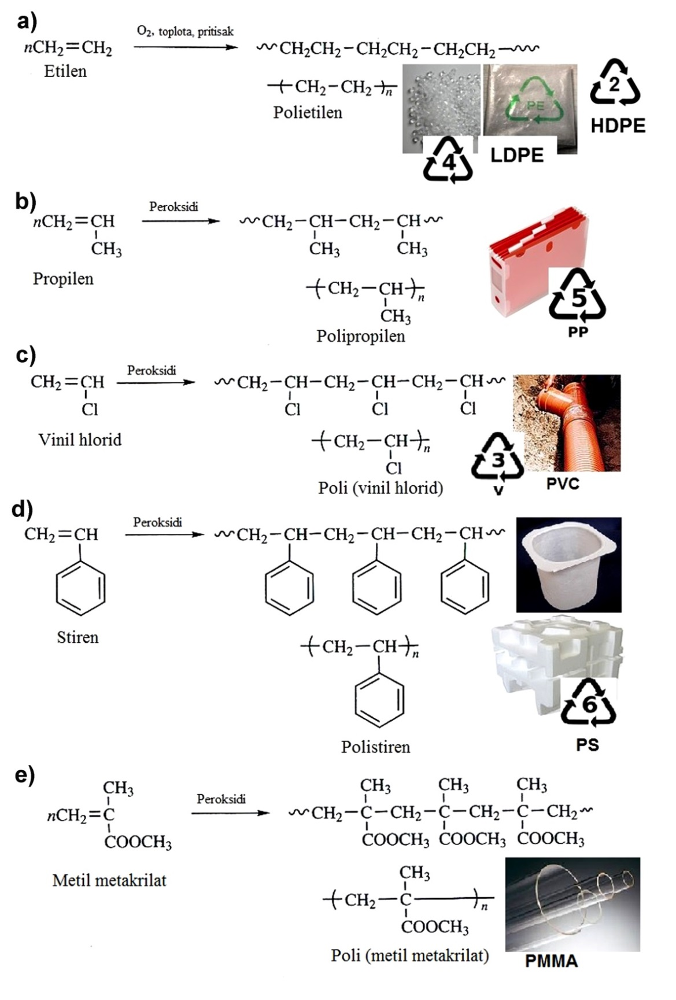 a)
O₂, toplota, pritisak
nCH₂=CH₂
CH₂CH₂-CH₂CH₂-CH₂CH₂
Etilen
(CH₂-CH₂)n
Polietilen
PE
2
HDPE
4
LDPE
b)
Peroksidi
nCH₂=CH
CH₃
CH₂-CH-CH₂-CH
CH₃ CH₃
Propilen
(CH₂-CH)n
CH₃
Polipropilen
5
PP
c)
Peroksidi
CH₂=CH
Cl
CH₂-CH-CH₂-CH-CH₂-CH
Cl Cl Cl
Vinil hlorid
(CH₂-CH)n
Cl
Poli (vinil hlorid)
3
V
PVC
d)
Peroksidi
CH₂=CH
CH₂-CH-CH₂-CH-CH₂-CH
Stiren
(CH₂-CH)n
Polistiren
6
PS
e)
CH₃
nCH₂=C
COOCH₃
Peroksidi
CH₃ CH₃ CH₃
CH₂-C-CH₂-C-CH₂-C-CH₂
COOCH₃ COOCH₃ COOCH₃
Metil metakrilat
CH₃
(CH₂-C)n
COOCH₃
Poli (metil metakrilat)
PMMA